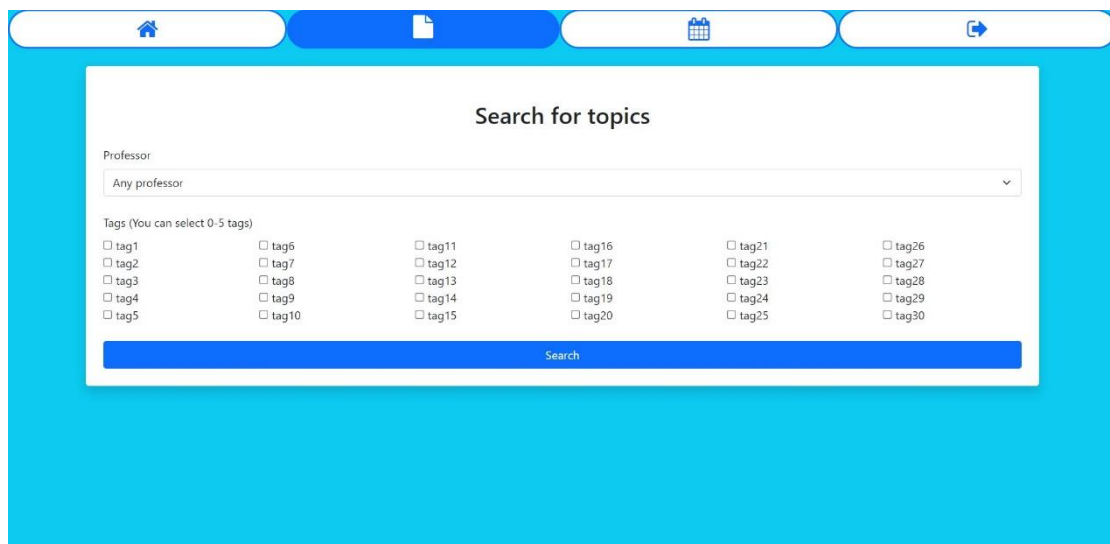 Search for topics
Professor
Any professor
Tags (You can select 0-5 tags)
tag1 tag6 tag11 tag16 tag21 tag26
tag2 tag7 tag12 tag17 tag22 tag27
tag3 tag8 tag13 tag18 tag23 tag28
tag4 tag9 tag14 tag19 tag24 tag29
tag5 tag10 tag15 tag20 tag25 tag30
Search